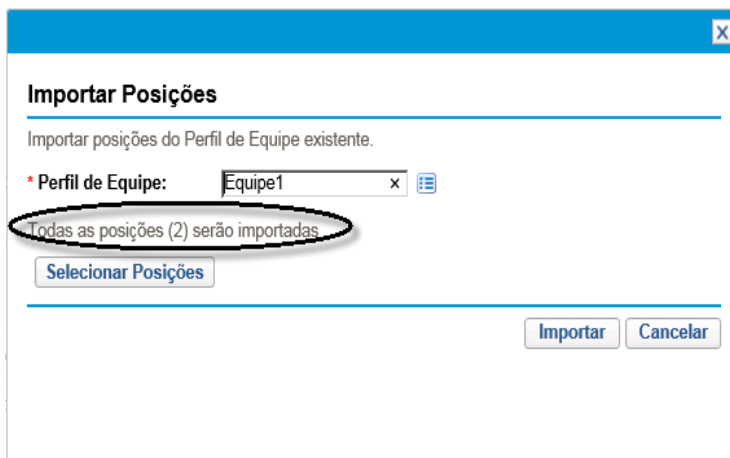 Importar Posições
Importar posições do Perfil de Equipe existente.
* Perfil de Equipe: Equipe1 x
Todas as posições (2) serão importadas
Selecionar Posições
Importar Cancelar